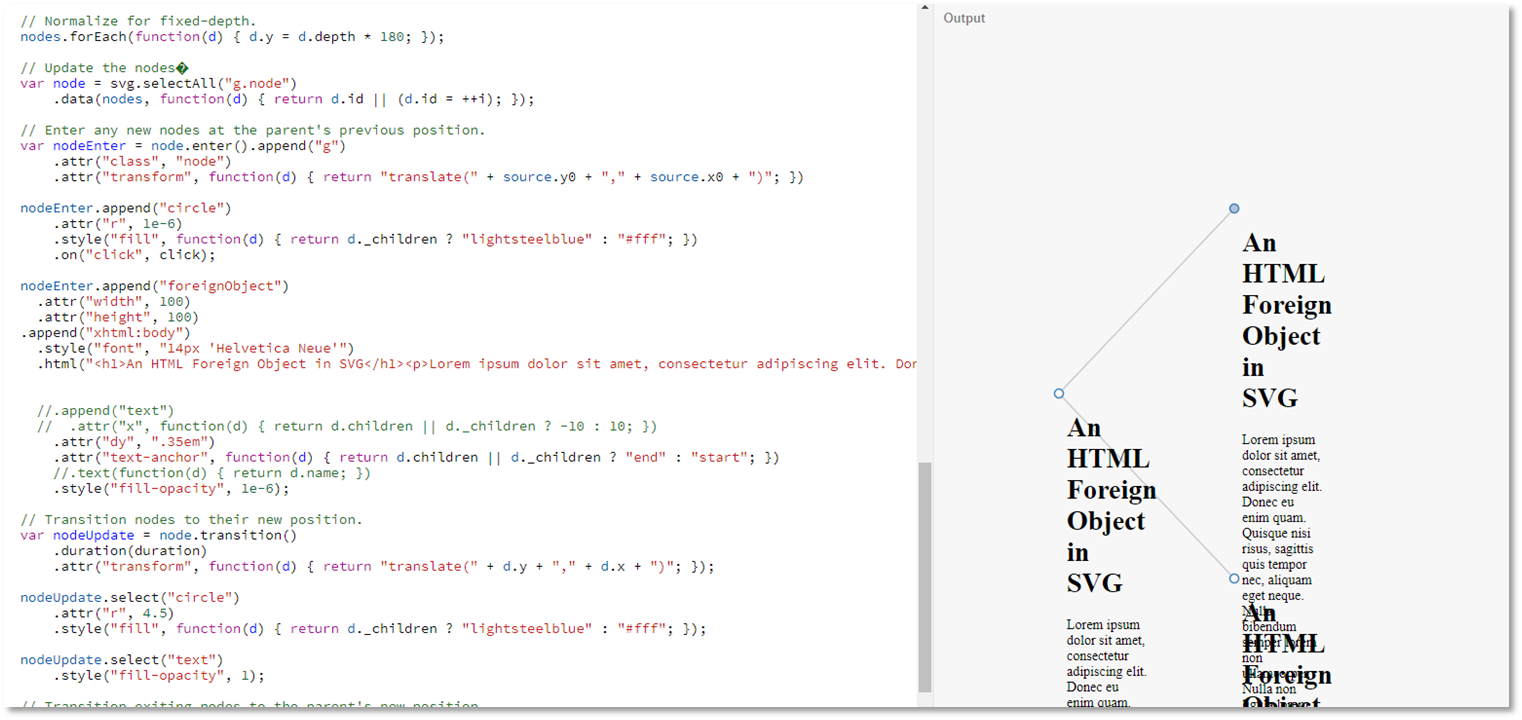 // Normalize for fixed-depth.
nodes.forEach(function(d) { d.y = d.depth * 180; });
// Update the nodes�
var node = svg.selectAll("g.node")
.data(nodes, function(d) { return d.id || (d.id = ++i); });
// Enter any new nodes at the parent's previous position.
var nodeEnter = node.enter().append("g")
.attr("class", "node")
.attr("transform", function(d) { return "translate(" + source.y0 + "," + source.x0 + ")"; })
nodeEnter.append("circle")
.attr("r", 1e-6)
.style("fill", function(d) { return d._children ? "lightsteelblue" : "#fff"; })
.on("click", click);
nodeEnter.append("foreignObject")
.attr("width", 100)
.attr("height", 100)
.append("xhtml:body")
.style("font", "14px 'Helvetica Neue'")
.html("<h1>An HTML Foreign Object in SVG</h1><p>Lorem ipsum dolor sit amet, consectetur adipiscing elit. Don
//.append("text")
// .attr("x", function(d) { return d.children || d._children ? -10 : 10; })
.attr("dy", ".35em")
.attr("text-anchor", function(d) { return d.children || d._children ? "end" : "start"; })
//.text(function(d) { return d.name; })
.style("fill-opacity", 1e-6);
// Transition nodes to their new position.
var nodeUpdate = node.transition()
.duration(duration)
.attr("transform", function(d) { return "translate(" + d.y + "," + d.x + ")"; });
nodeUpdate.select("circle")
.attr("r", 4.5)
.style("fill", function(d) { return d._children ? "lightsteelblue" : "#fff"; });
nodeUpdate.select("text")
.style("fill-opacity", 1);
// Transition exiting nodes to the parent's new position
Output
An
HTML
Foreign
Object
in
SVG
Lorem ipsum
dolor sit amet,
consectetur
adipiscing elit.
Donec eu
enim quam.
An
HTML
Foreign
Object
in
SVG
Lorem ipsum
dolor sit amet,
consectetur
adipiscing elit.
Donec eu
enim quam.
Quisque nisi
risus, sagittis
quis tempor
nec, aliquam
eget neque.
Nulla
bibendum
semper lorem
non
ullamcorper.
Nulla non
An
HTML
Foreign
Object